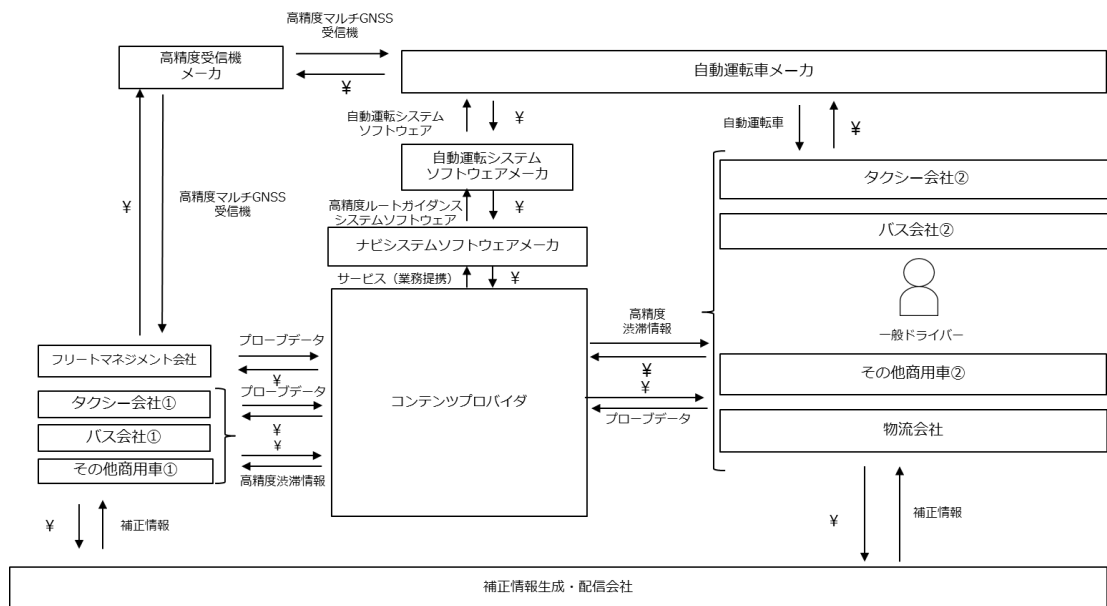 高精度マルチGNSS
受信機
高精度受信機
メーカ
¥
自動運転車メーカ
自動運転システム
ソフトウェア
¥
自動運転車
¥
自動運転システム
ソフトウェアメーカ
タクシー会社②
高精度マルチGNSS
受信機
¥
高精度ルートガイダンス
システムソフトウェア
¥
バス会社②
ナビシステムソフトウェアメーカ
サービス（業務提携）
¥
一般ドライバー
高精度
渋滞情報
¥
フリートマネジメント会社
プローブデータ
¥
その他商用車②
タクシー会社①
プローブデータ
¥
コンテンツプロバイダ
¥
プローブデータ
物流会社
バス会社①
¥
その他商用車①
高精度渋滞情報
¥
補正情報
¥
補正情報
補正情報生成・配信会社